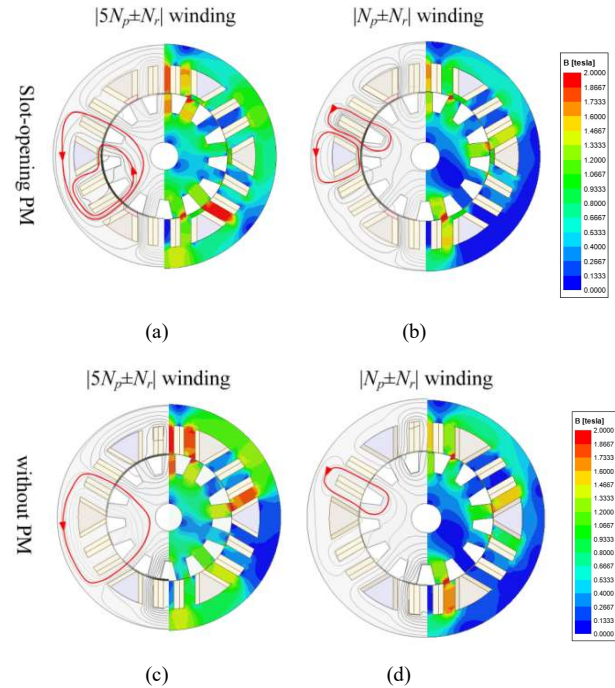 |5Nₚ±Nᵣ| winding
|Nₚ±Nᵣ| winding
Slot-opening PM
B [tesla]
2.0000
1.8667
1.7333
1.6000
1.4667
1.3333
1.2000
1.0667
0.9333
0.8000
0.6667
0.5333
0.4000
0.2667
0.1333
0.0000
(a)
(b)
|5Nₚ±Nᵣ| winding
|Nₚ±Nᵣ| winding
without PM
B [tesla]
2.0000
1.8667
1.7333
1.6000
1.4667
1.3333
1.2000
1.0667
0.9333
0.8000
0.6667
0.5333
0.4000
0.2667
0.1333
0.0000
(c)
(d)